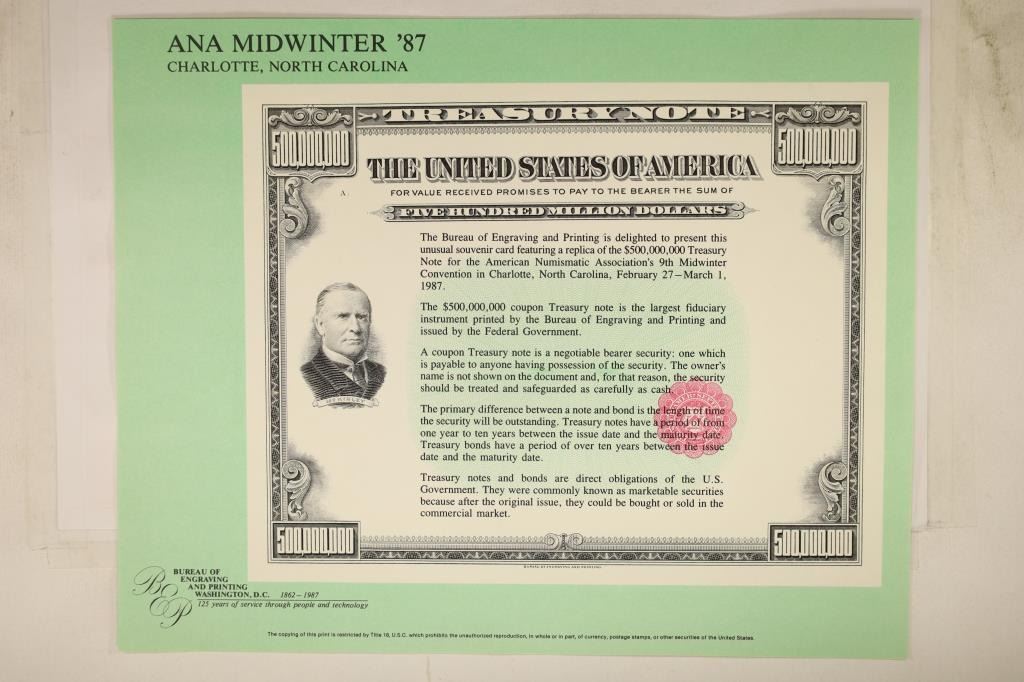 ANA MIDWINTER '87
CHARLOTTE, NORTH CAROLINA
TREASURY NOTE
500,000,000
500,000,000
THE UNITED STATES OF AMERICA
A
FOR VALUE RECEIVED PROMISES TO PAY TO THE BEARER THE SUM OF
FIVE HUNDRED MILLION DOLLARS
The Bureau of Engraving and Printing is delighted to present this
unusual souvenir card featuring a replica of the $500,000,000 Treasury
Note for the American Numismatic Association's 9th Midwinter
Convention in Charlotte, North Carolina, February 27—March 1,
1987.
The $500,000,000 coupon Treasury note is the largest fiduciary
instrument printed by the Bureau of Engraving and Printing and
issued by the Federal Government.
A coupon Treasury note is a negotiable bearer security: one which
is payable to anyone having possession of the security. The owner's
name is not shown on the document and, for that reason, the security
should be treated and safeguarded as carefully as cash.
The primary difference between a note and bond is the length of time
the security will be outstanding. Treasury notes have a period of from
one year to ten years between the issue date and the maturity date.
Treasury bonds have a period of over ten years between the issue
date and the maturity date.
Treasury notes and bonds are direct obligations of the U.S.
Government. They were commonly known as marketable securities
because after the original issue, they could be bought or sold in the
commercial market.
McKINLEY
500,000,000
500,000,000
BUREAU OF ENGRAVING AND PRINTING
BEP
BUREAU OF
ENGRAVING
AND PRINTING
WASHINGTON, D.C. 1862–1987
125 years of service through people and technology
The copying of this print is restricted by Title 18, U.S.C. which prohibits the unauthorized reproduction, in whole or in part, of currency, postage stamps, or other securities of the United States.